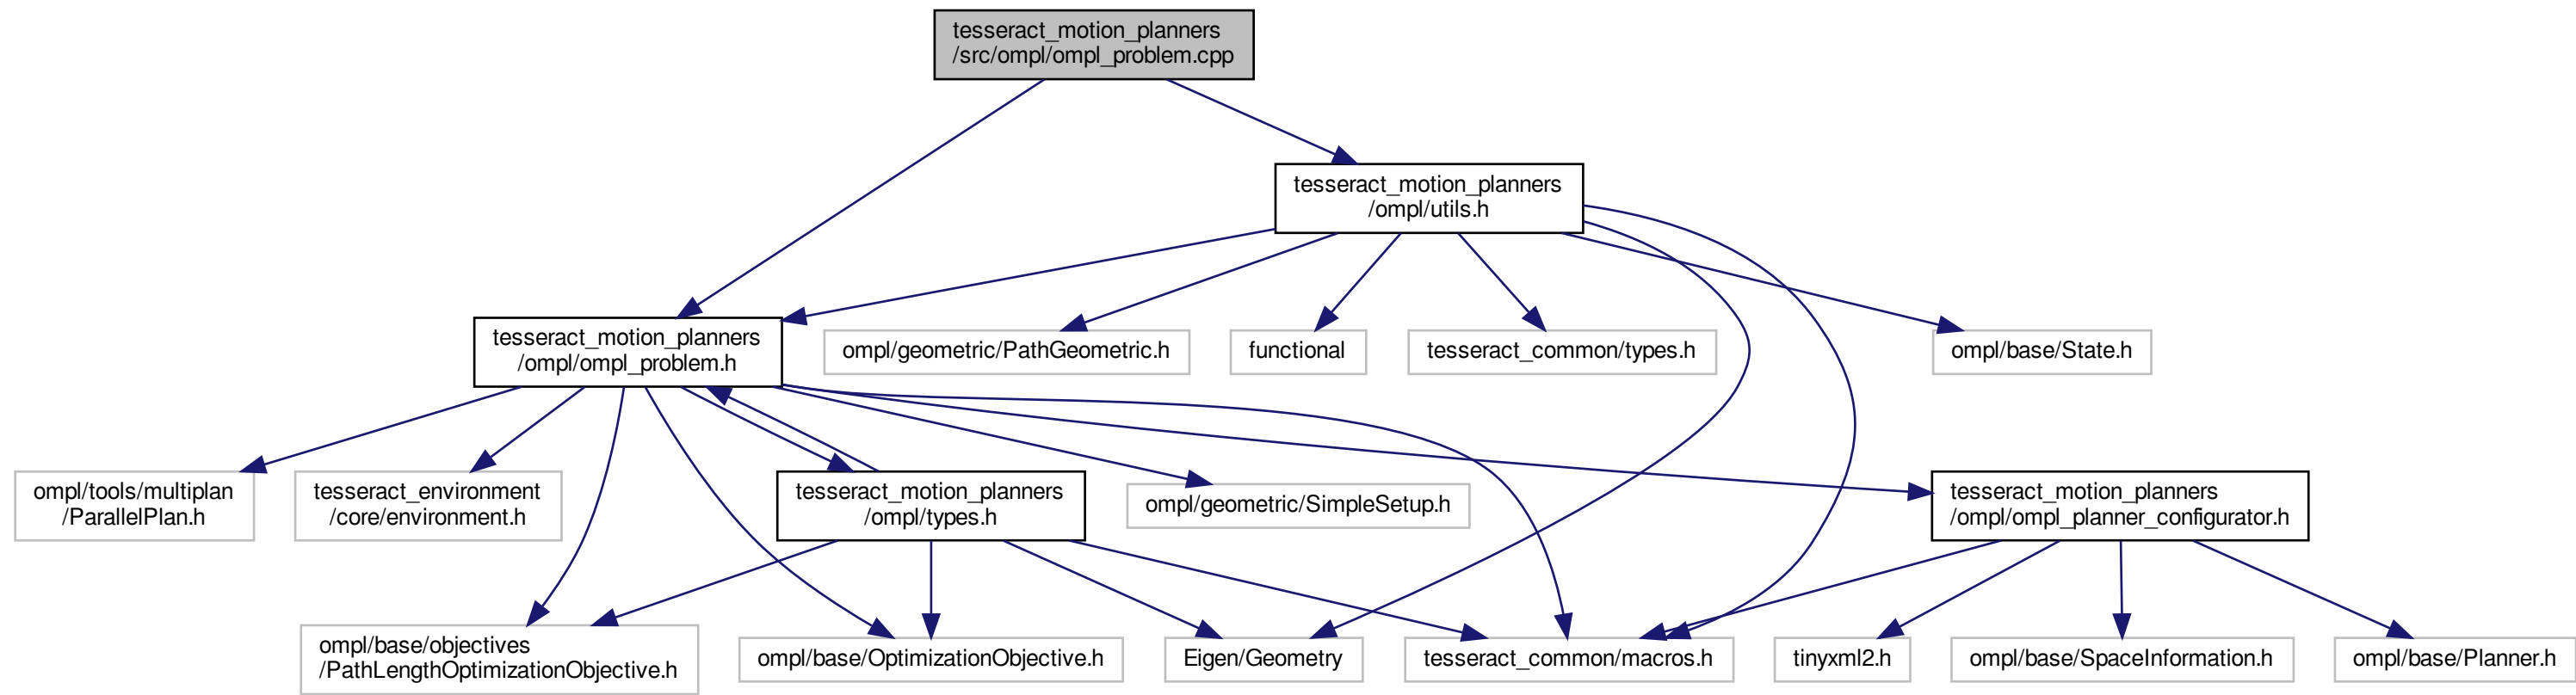 tesseract_motion_planners
/src/ompl/ompl_problem.cpp
tesseract_motion_planners
/ompl/utils.h
tesseract_motion_planners
/ompl/ompl_problem.h
ompl/geometric/PathGeometric.h
functional
tesseract_common/types.h
ompl/base/State.h
ompl/tools/multiplan
/ParallelPlan.h
tesseract_environment
/core/environment.h
tesseract_motion_planners
/ompl/types.h
ompl/geometric/SimpleSetup.h
tesseract_motion_planners
/ompl/ompl_planner_configurator.h
ompl/base/objectives
/PathLengthOptimizationObjective.h
ompl/base/OptimizationObjective.h
Eigen/Geometry
tesseract_common/macros.h
tinyxml2.h
ompl/base/SpaceInformation.h
ompl/base/Planner.h